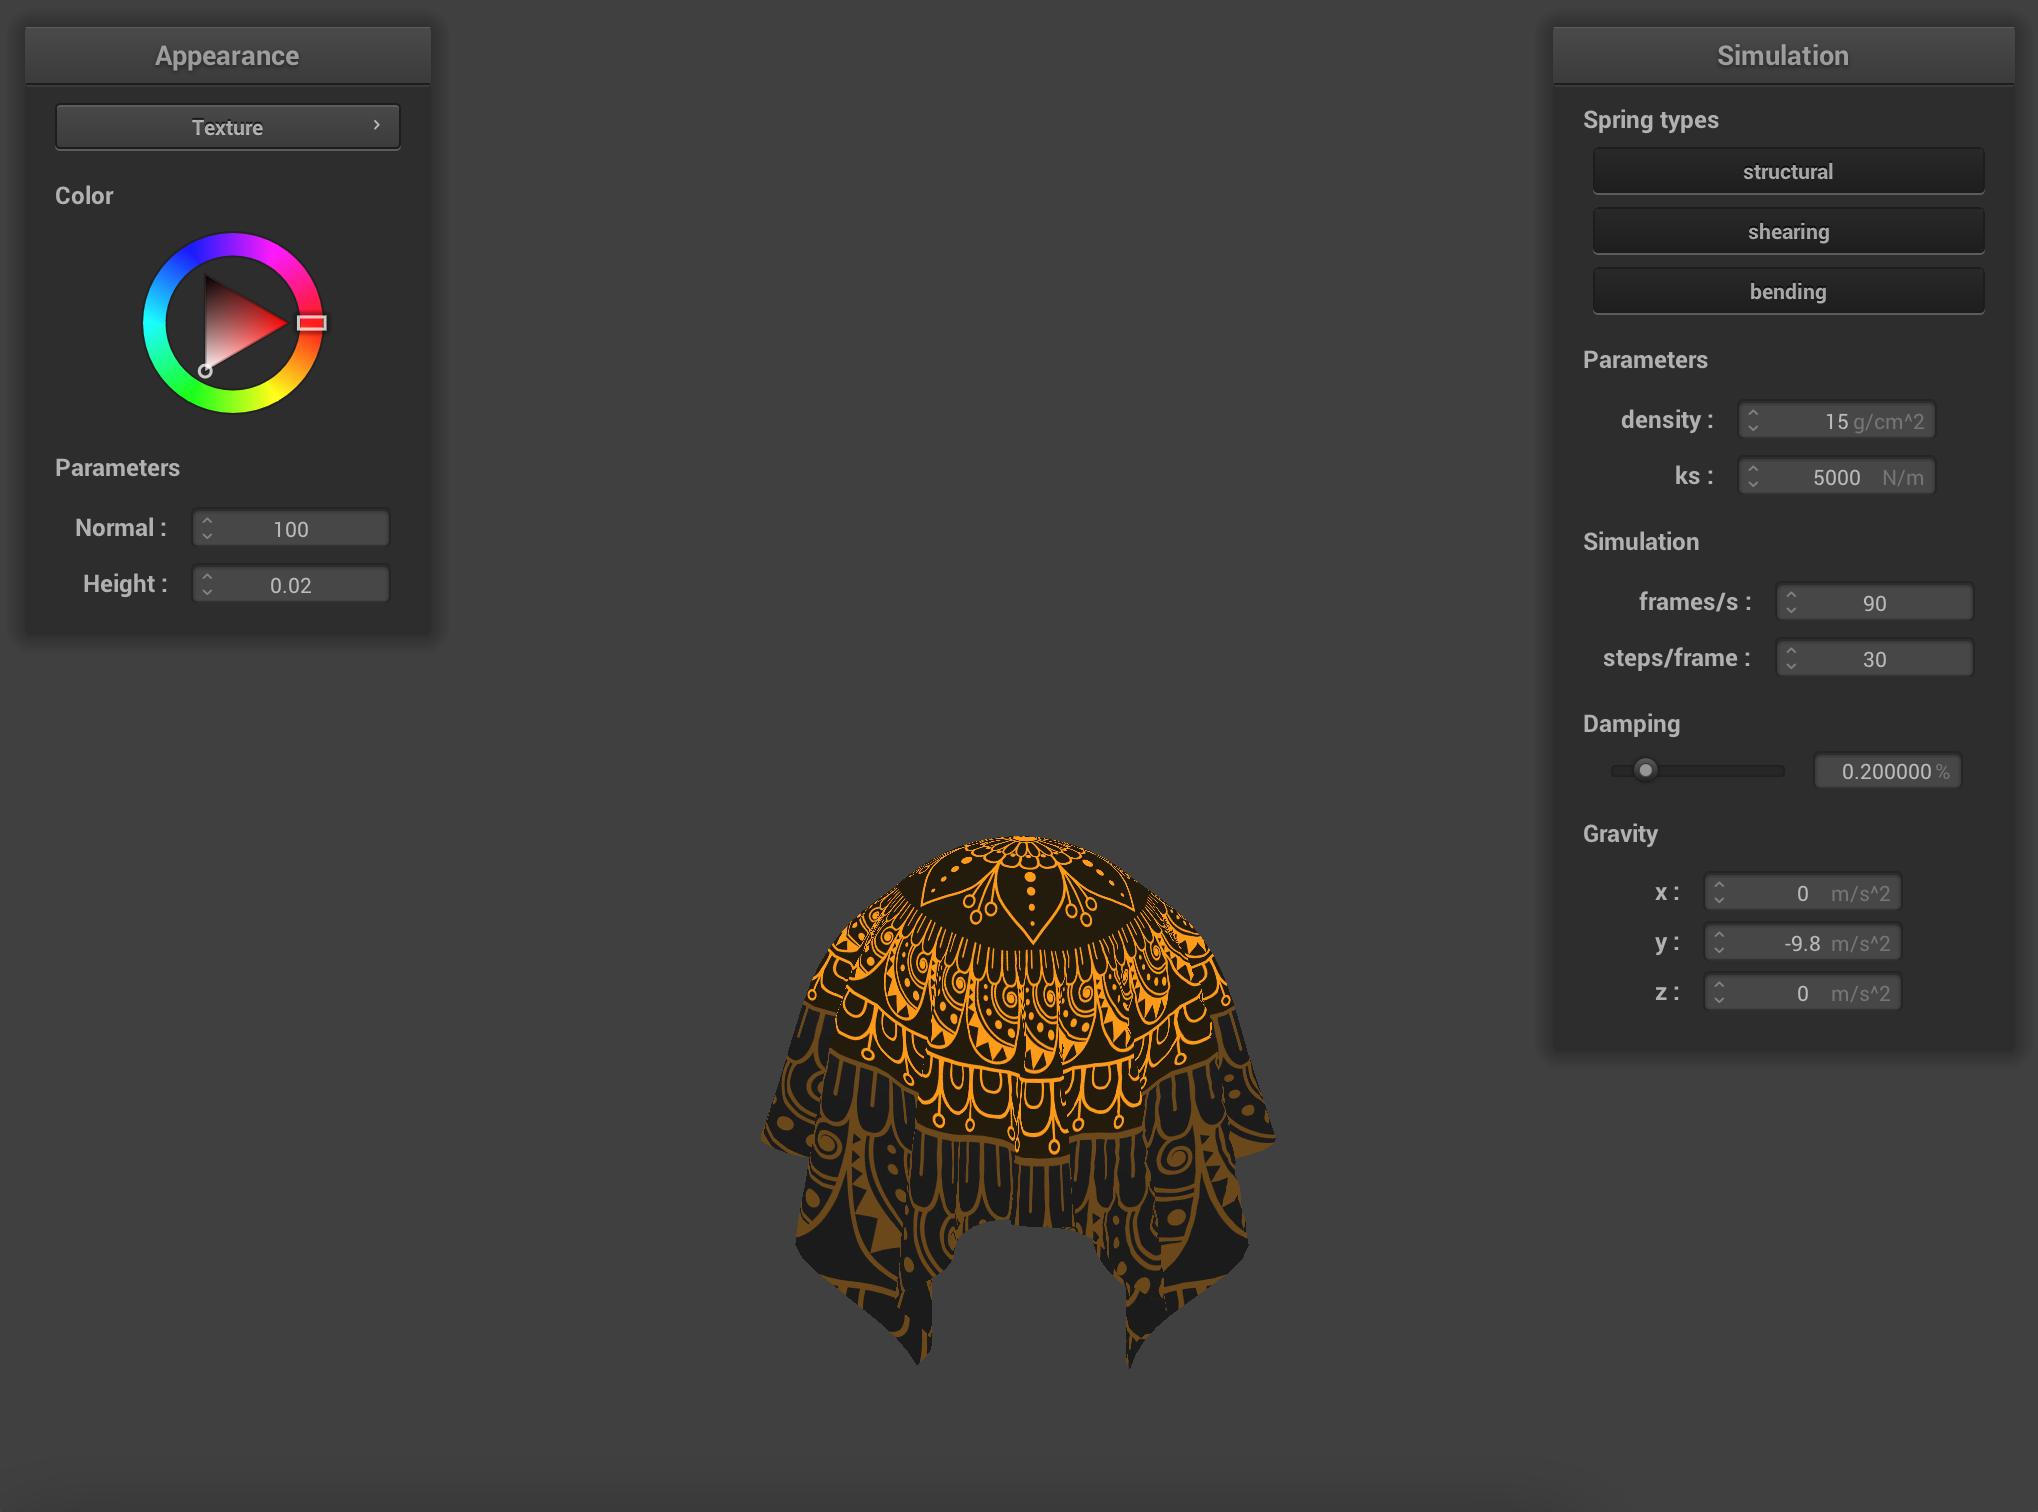 Appearance
Texture
Color
Parameters
Normal : 100
Height : 0.02
Simulation
Spring types
structural
shearing
bending
Parameters
density : 15 g/cm^2
ks : 5000 N/m
Simulation
frames/s : 90
steps/frame : 30
Damping
0.200000 %
Gravity
x : 0 m/s^2
y : -9.8 m/s^2
z : 0 m/s^2